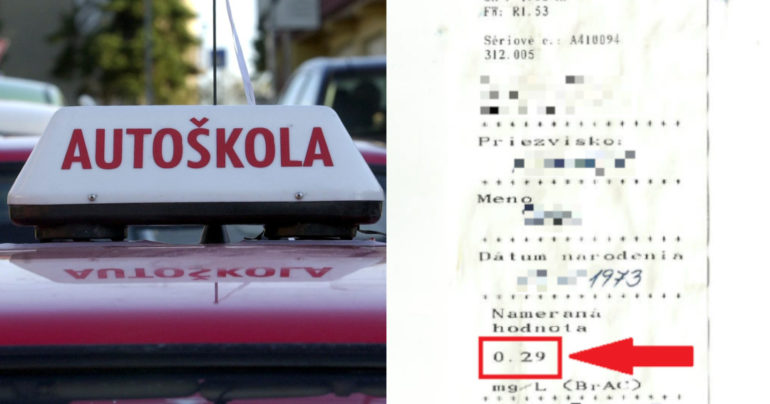 AUTOŠKOLA
FW: R1.53
Sériové č.: A410094
312.005
Priezvisko:
Meno
Dátum narodenia
1973
Nameraná
hodnota
0.29
mg/L (BrAC)